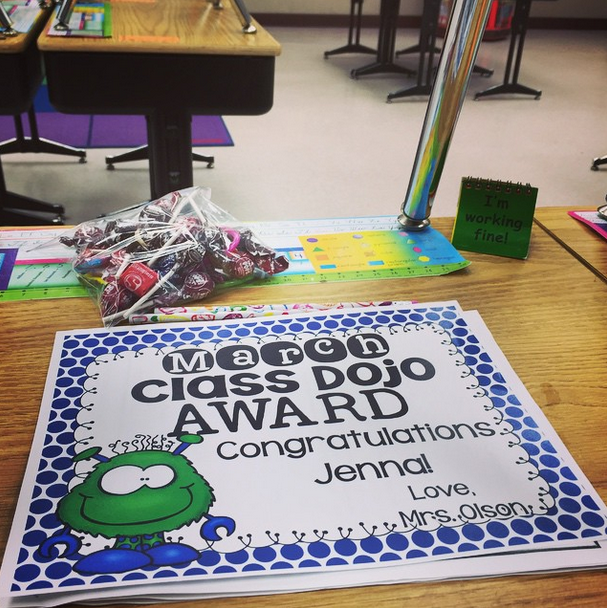 I'm
working
fine!
March
CLASS DOJO
AWARD
Congratulations
Jenna!
Love,
Mrs. Olson